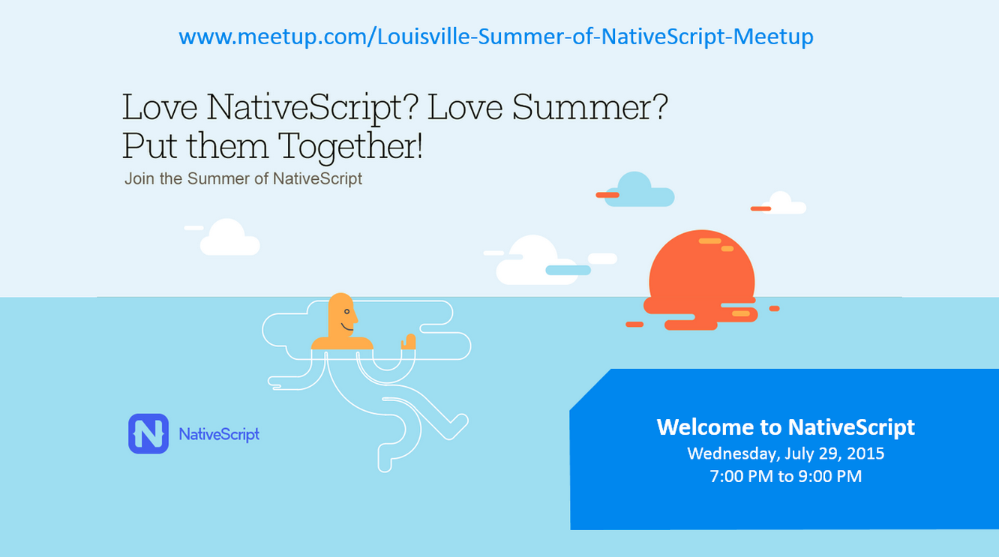 www.meetup.com/Louisville-Summer-of-NativeScript-Meetup
Love NativeScript? Love Summer?
Put them Together!
Join the Summer of NativeScript
N NativeScript
Welcome to NativeScript
Wednesday, July 29, 2015
7:00 PM to 9:00 PM